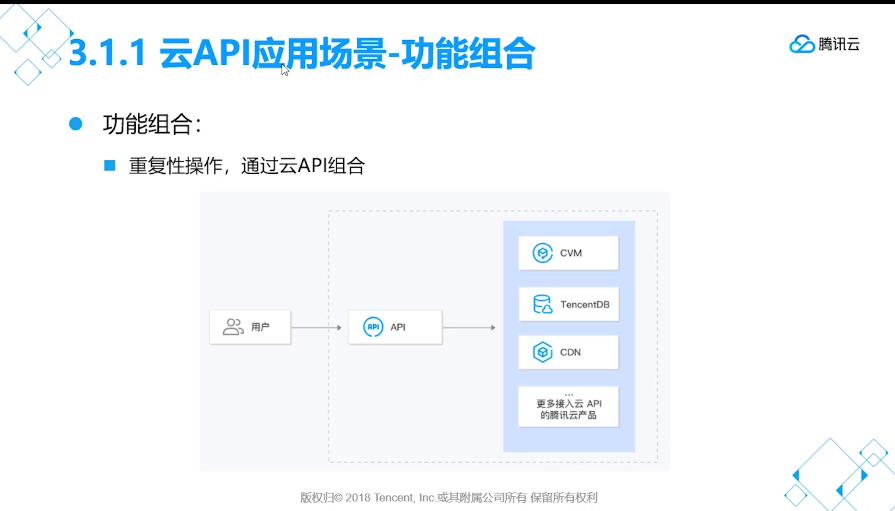 3.1.1 云API应用场景-功能组合
腾讯云
功能组合：
重复性操作，通过云API组合
用户
API
API
CVM
TencentDB
CDN
...
更多接入云 API
的腾讯云产品
版权归© 2018 Tencent, Inc.或其附属公司所有 保留所有权利